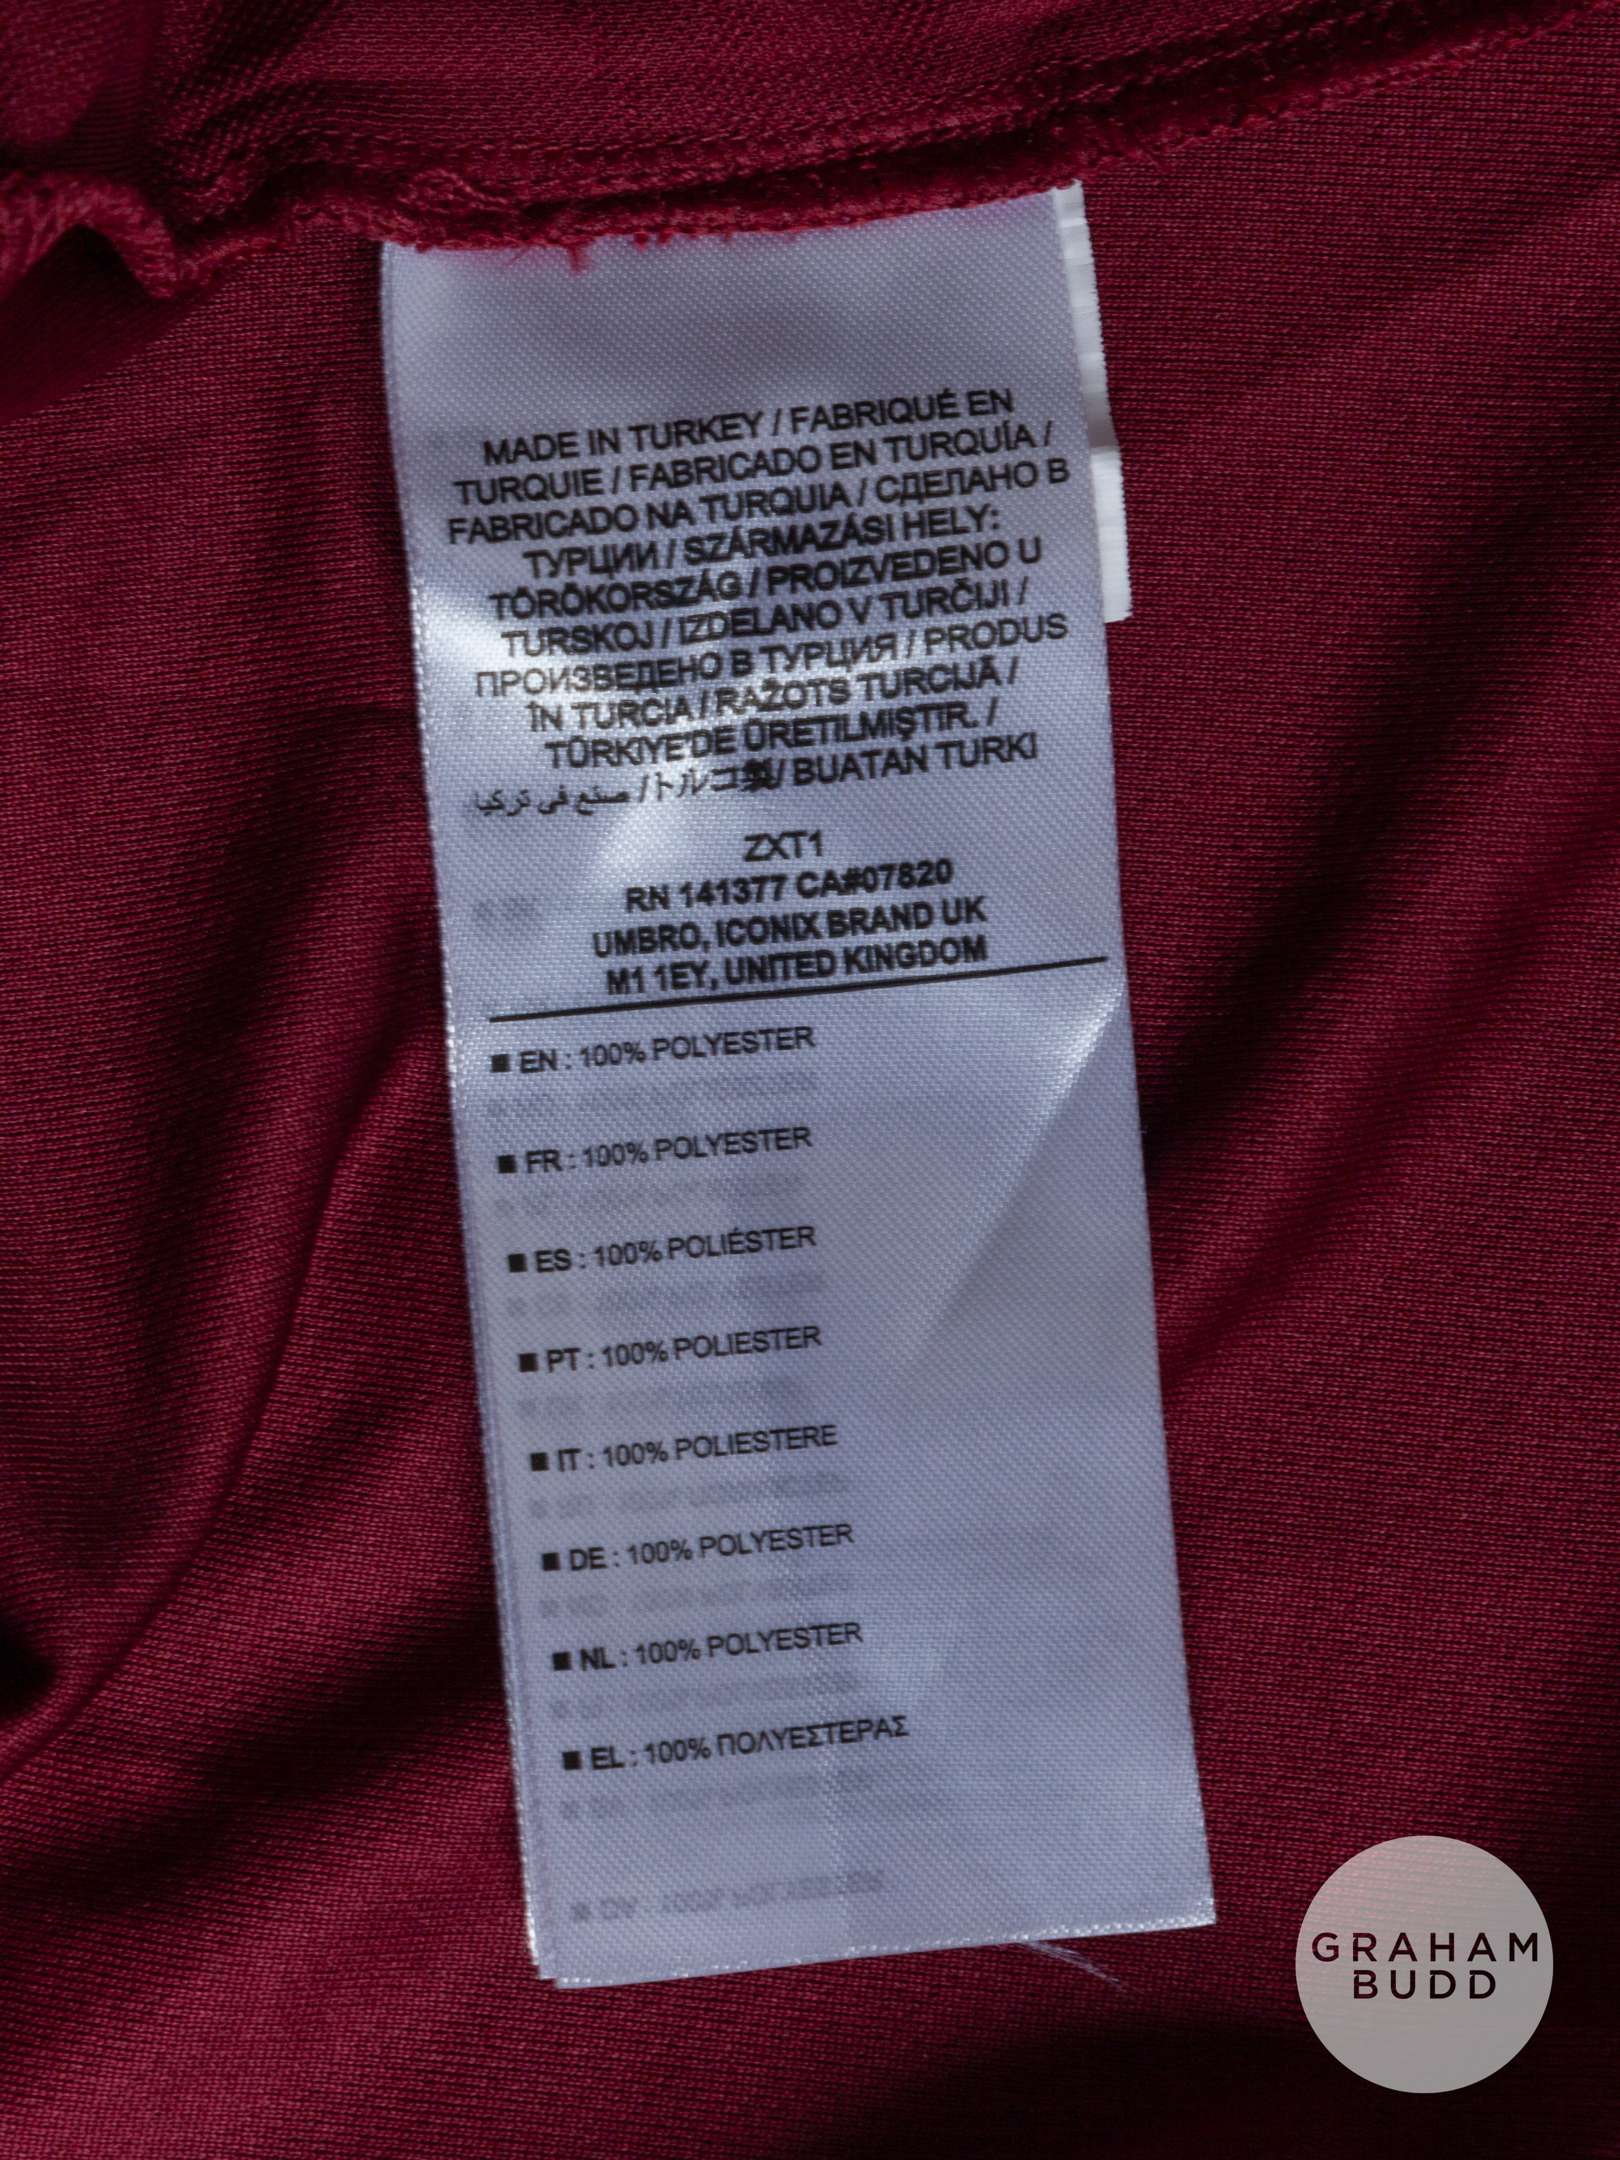 MADE IN TURKEY / FABRIQUÉ EN
TURQUIE / FABRICADO EN TURQUÍA /
FABRICADO NA TURQUIA / СДЕЛАНО В
ТУРЦИИ / SZÁRMAZÁSI HELY:
TÖRÖKORSZÁG / PROIZVEDENO U
TURSKOJ / IZDELANO V TURČIJI /
ПРОИЗВЕДЕНО В ТУРЦИЯ / PRODUS
ÎN TURCIA / RAŽOTS TURCIJĀ /
TÜRKIYE'DE ÜRETILMIŞTIR. /
صنع في تركيا / トルコ製/ BUATAN TURKI
ZXT1
RN 141377 CA#07820
UMBRO, ICONIX BRAND UK
M1 1EY, UNITED KINGDOM
■ EN : 100% POLYESTER
■ FR : 100% POLYESTER
■ ES : 100% POLIÉSTER
■ PT : 100% POLIESTER
■ IT : 100% POLIESTERE
■ DE : 100% POLYESTER
■ NL : 100% POLYESTER
■ EL : 100% ΠΟΛΥΕΣΤΕΡΑΣ
GRAHAM
BUDD